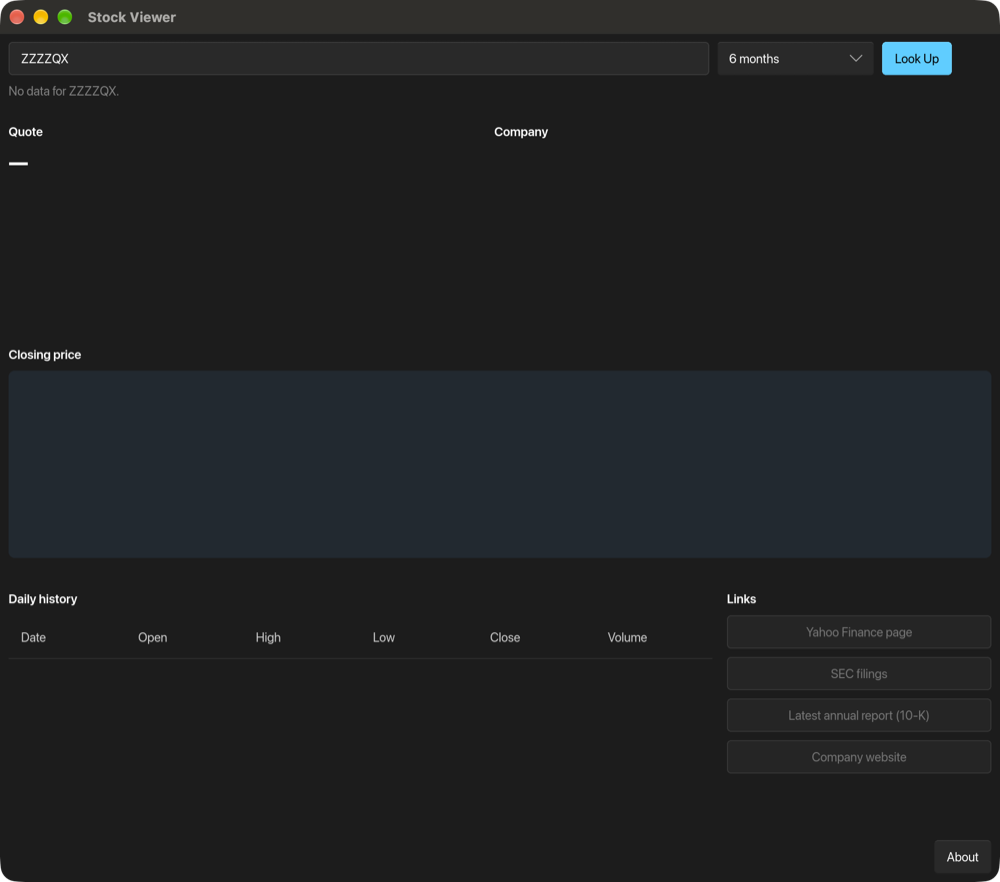 Stock Viewer
ZZZZQX
6 months
Look Up
No data for ZZZZQX.
Quote
Company
—
Closing price
Daily history
Links
Date Open High Low Close Volume
Yahoo Finance page
SEC filings
Latest annual report (10-K)
Company website
About